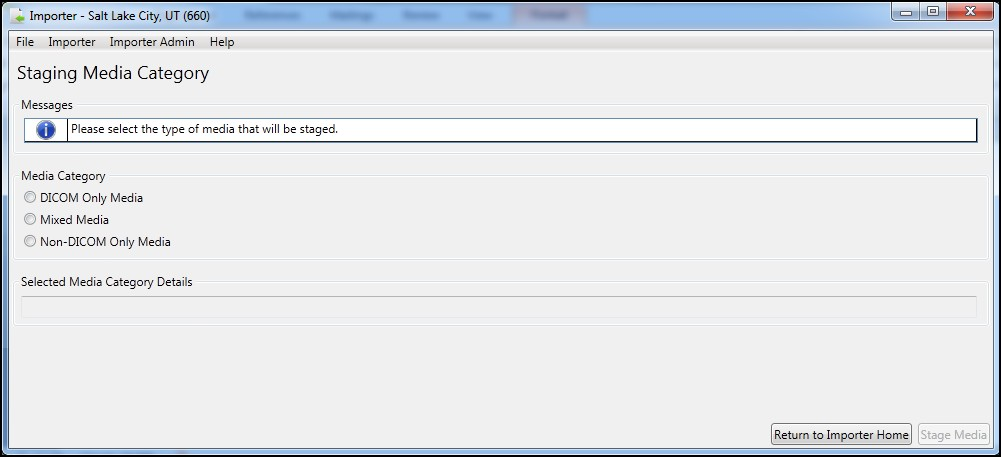 Importer - Salt Lake City, UT (660)
File Importer Importer Admin Help
Staging Media Category
Messages
Please select the type of media that will be staged.
Media Category
DICOM Only Media
Mixed Media
Non-DICOM Only Media
Selected Media Category Details
Return to Importer Home Stage Media